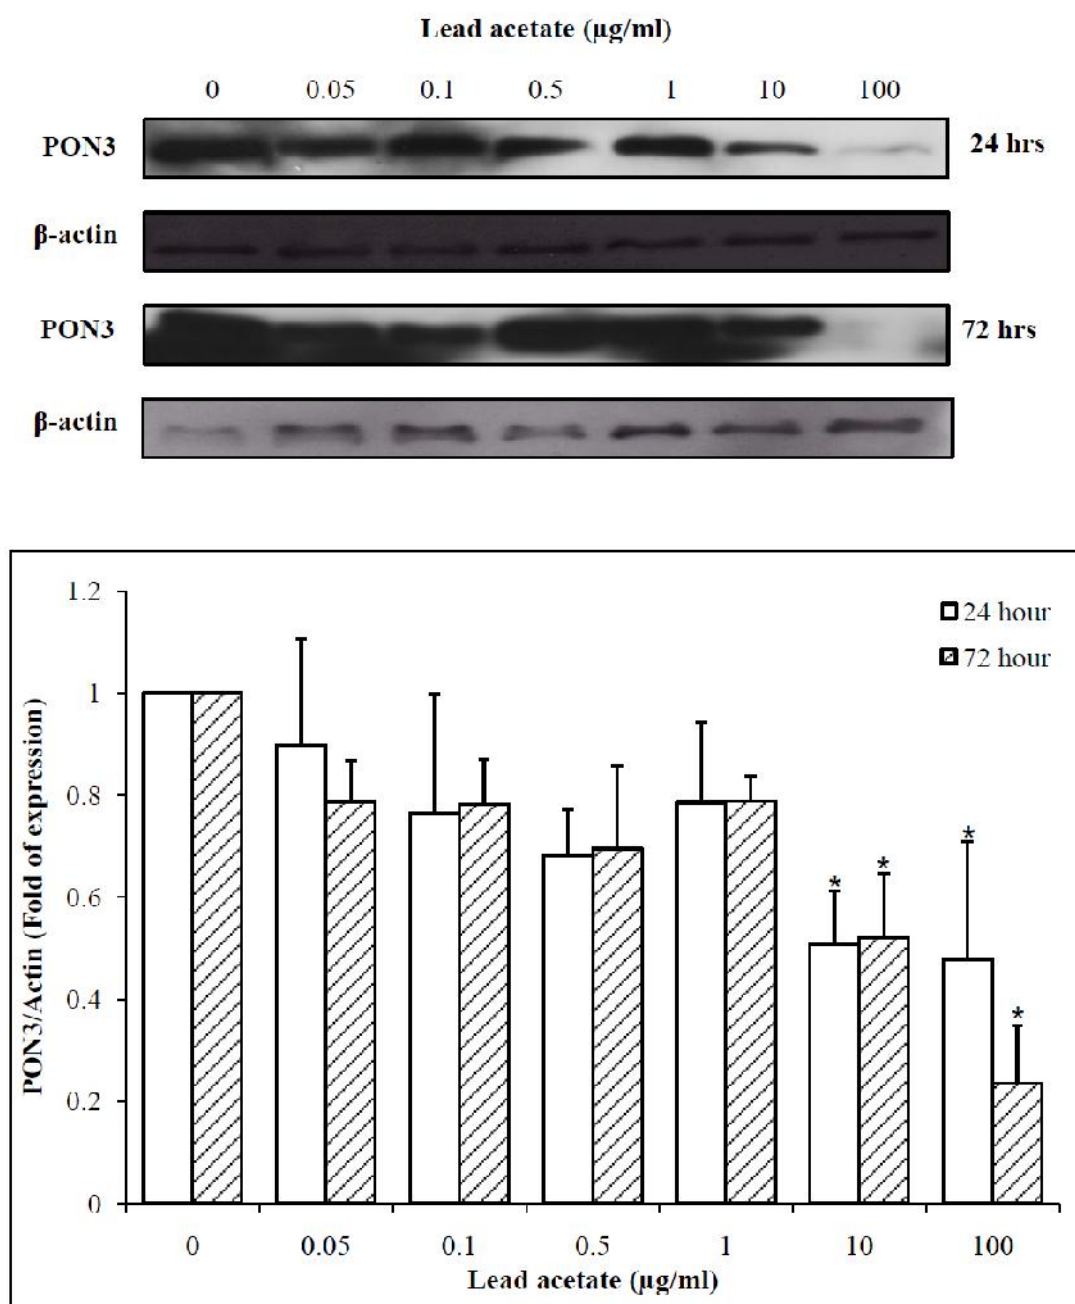 Lead acetate (µg/ml)
0 0.05 0.1 0.5 1 10 100
PON3 24 hrs
β-actin
PON3 72 hrs
β-actin
1.2
1
0.8
0.6
0.4
0.2
0
PON3/Actin (Fold of expression)
24 hour
72 hour
* * * *
0 0.05 0.1 0.5 1 10 100
Lead acetate (µg/ml)